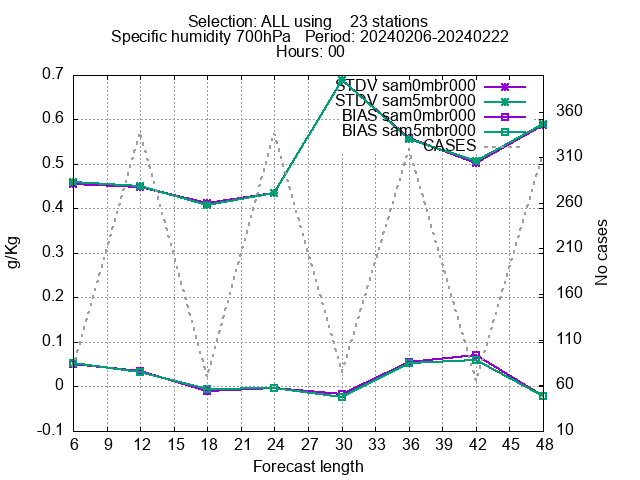 Selection: ALL using    23 stations
Specific humidity 700hPa   Period: 20240206-20240222
Hours: 00
STDV sam0mbr000
STDV sam5mbr000
BIAS sam0mbr000
BIAS sam5mbr000
CASES
0.7
0.6
0.5
0.4
0.3
0.2
0.1
0
-0.1
g/Kg
360
310
260
210
160
110
60
10
No cases
6 9 12 15 18 21 24 27 30 33 36 39 42 45 48
Forecast length